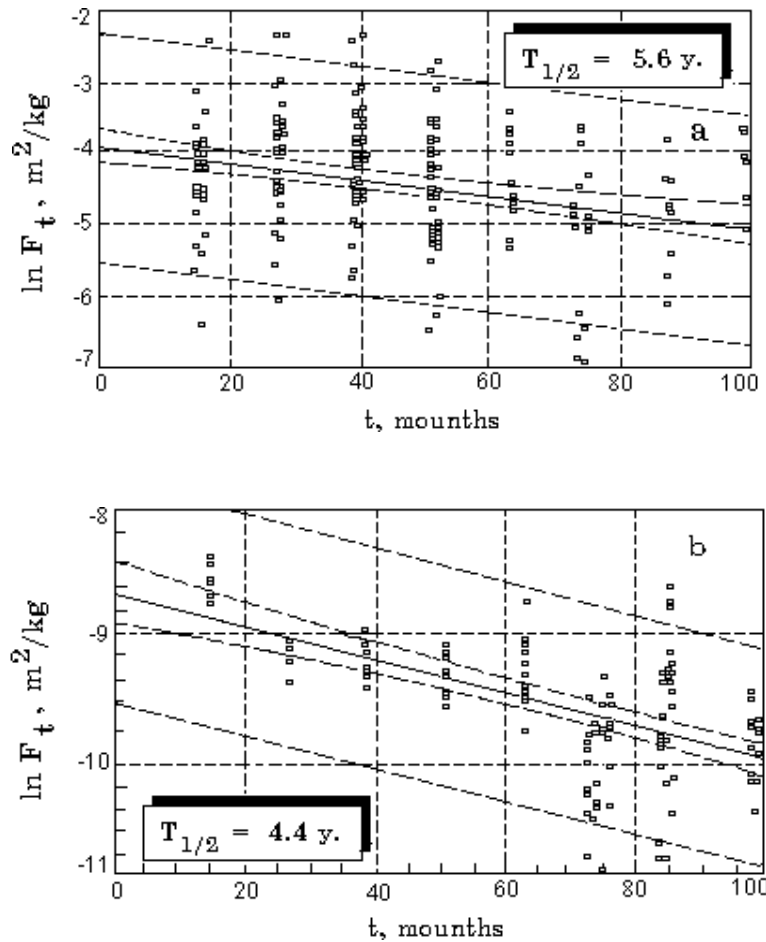 -2
T1/2 = 5.6 y.
-3
a
-4
-5
-6
-7
ln Ft , m2/kg
0 20 40 60 80 100
t, mounths
-8
b
-9
-10
T1/2 = 4.4 y.
-11
ln Ft , m2/kg
0 20 40 60 80 100
t, mounths